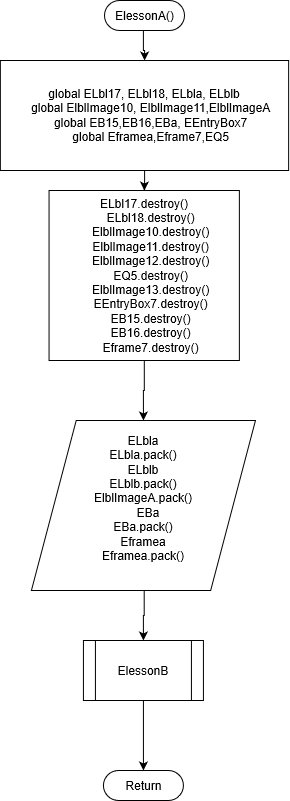 ElessonA()
global ELbl17, ELbl18, ELbla, ELblb
global ElblImage10, ElblImage11,ElblImageA
global EB15,EB16,EBa, EEntryBox7
global Eframea,Eframe7,EQ5
ELbl17.destroy()
ELbl18.destroy()
ElblImage10.destroy()
ElblImage11.destroy()
ElblImage12.destroy()
EQ5.destroy()
ElblImage13.destroy()
EEntryBox7.destroy()
EB15.destroy()
EB16.destroy()
Eframe7.destroy()
ELbla
ELbla.pack()
ELblb
ELblb.pack()
ElblImageA.pack()
EBa
EBa.pack()
Eframea
Eframea.pack()
ElessonB
Return